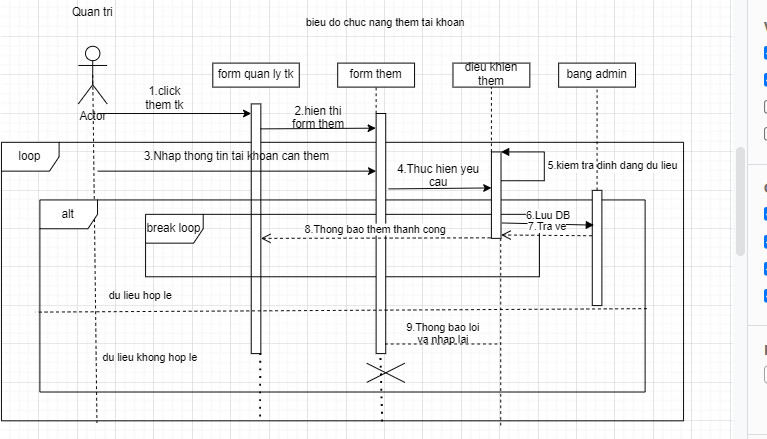 Quan tri
bieu do chuc nang them tai khoan
form quan ly tk
form them
dieu khien
them
bang admin
1.click
them tk
Actor
2.hien thi
form them
loop
3.Nhap thong tin tai khoan can them
4.Thuc hien yeu
cau
5.kiem tra dinh dang du lieu
alt
break loop
6.Luu DB
7.Tra ve
8.Thong bao them thanh cong
du lieu hop le
9.Thong bao loi
va nhap lai
du lieu khong hop le